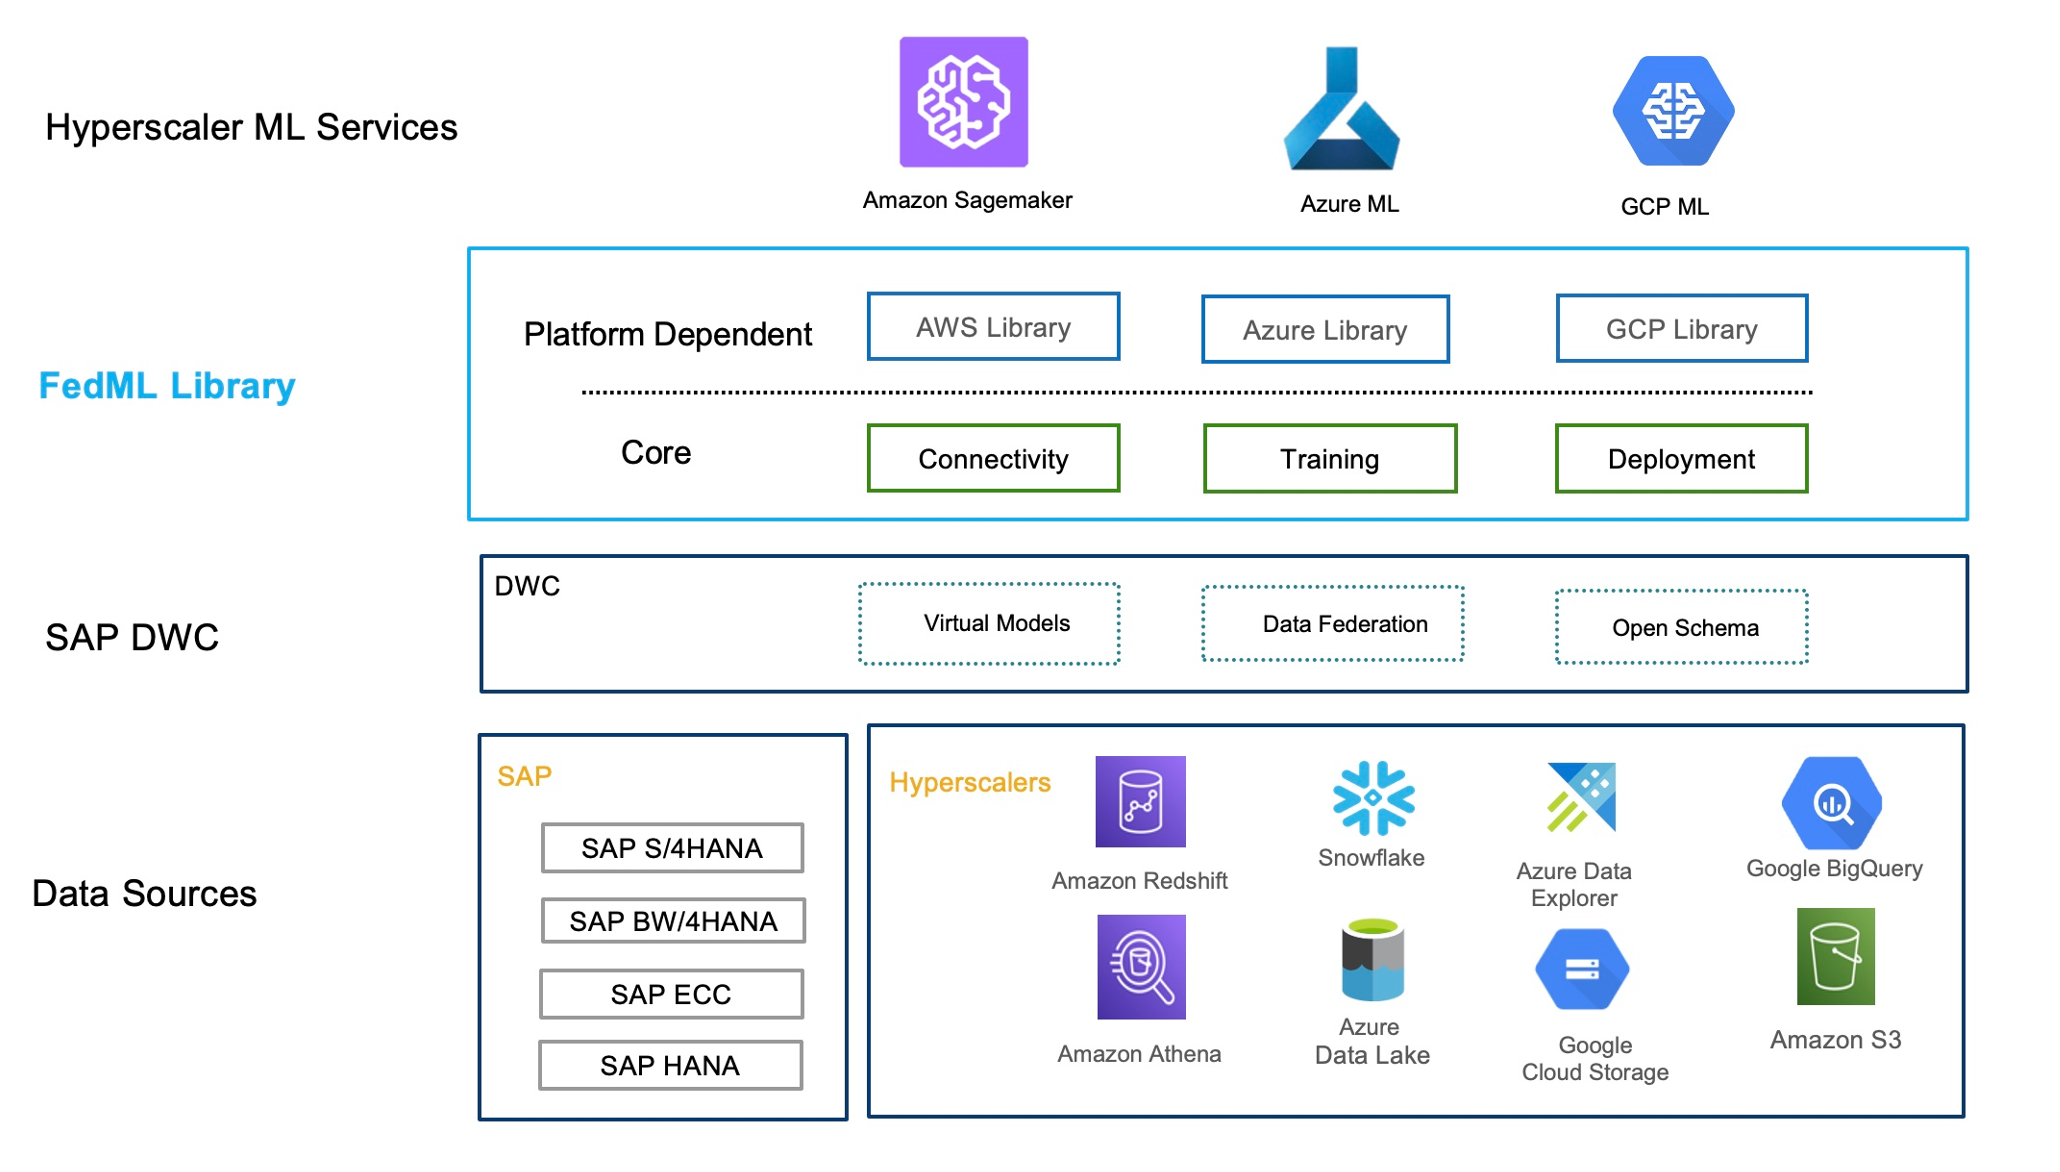 Hyperscaler ML Services
Amazon Sagemaker
Azure ML
GCP ML
FedML Library
Platform Dependent
AWS Library
Azure Library
GCP Library
Core
Connectivity
Training
Deployment
SAP DWC
DWC
Virtual Models
Data Federation
Open Schema
Data Sources
SAP
SAP S/4HANA
SAP BW/4HANA
SAP ECC
SAP HANA
Hyperscalers
Amazon Redshift
Snowflake
Azure Data
Explorer
Google BigQuery
Amazon Athena
Azure
Data Lake
Google
Cloud Storage
Amazon S3